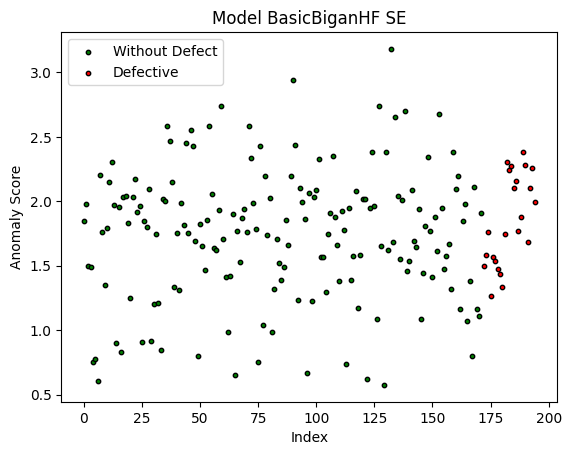 Model BasicBiganHF SE
Without Defect
Defective
Anomaly Score
3.0
2.5
2.0
1.5
1.0
0.5
0 25 50 75 100 125 150 175 200
Index